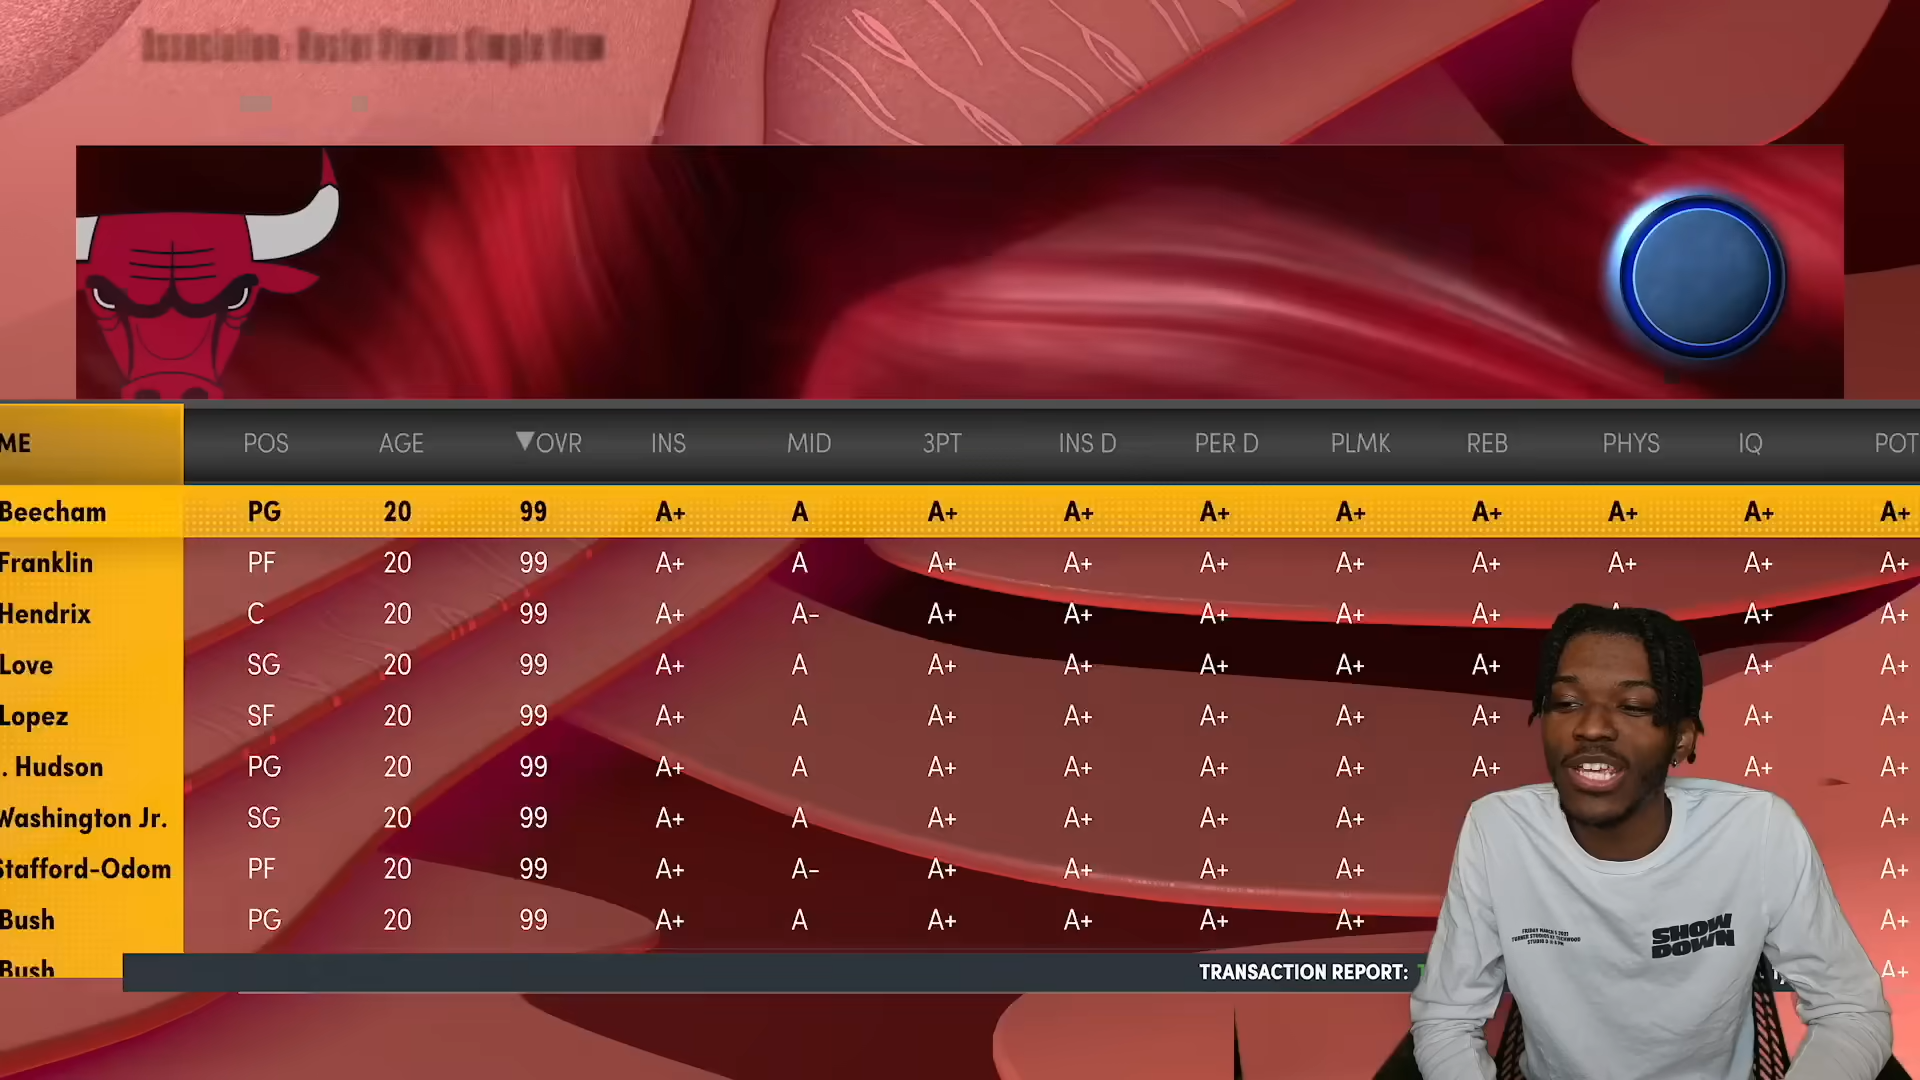 ME POS AGE ▼OVR INS MID 3PT INS D PER D PLMK REB PHYS IQ POT
Beecham PG 20 99 A+ A A+ A+ A+ A+ A+ A+ A+ A+
Franklin PF 20 99 A+ A A+ A+ A+ A+ A+ A+ A+ A+
Hendrix C 20 99 A+ A- A+ A+ A+ A+ A+ A+ A+
Love SG 20 99 A+ A A+ A+ A+ A+ A+ A+ A+
Lopez SF 20 99 A+ A A+ A+ A+ A+ A+ A+ A+
. Hudson PG 20 99 A+ A A+ A+ A+ A+ A+ A+ A+
Washington Jr. SG 20 99 A+ A A+ A+ A+ A+ A+
Stafford-Odom PF 20 99 A+ A- A+ A+ A+ A+ A+
Bush PG 20 99 A+ A A+ A+ A+ A+ A+
Bush A+
TRANSACTION REPORT:
SHOW
DOWN